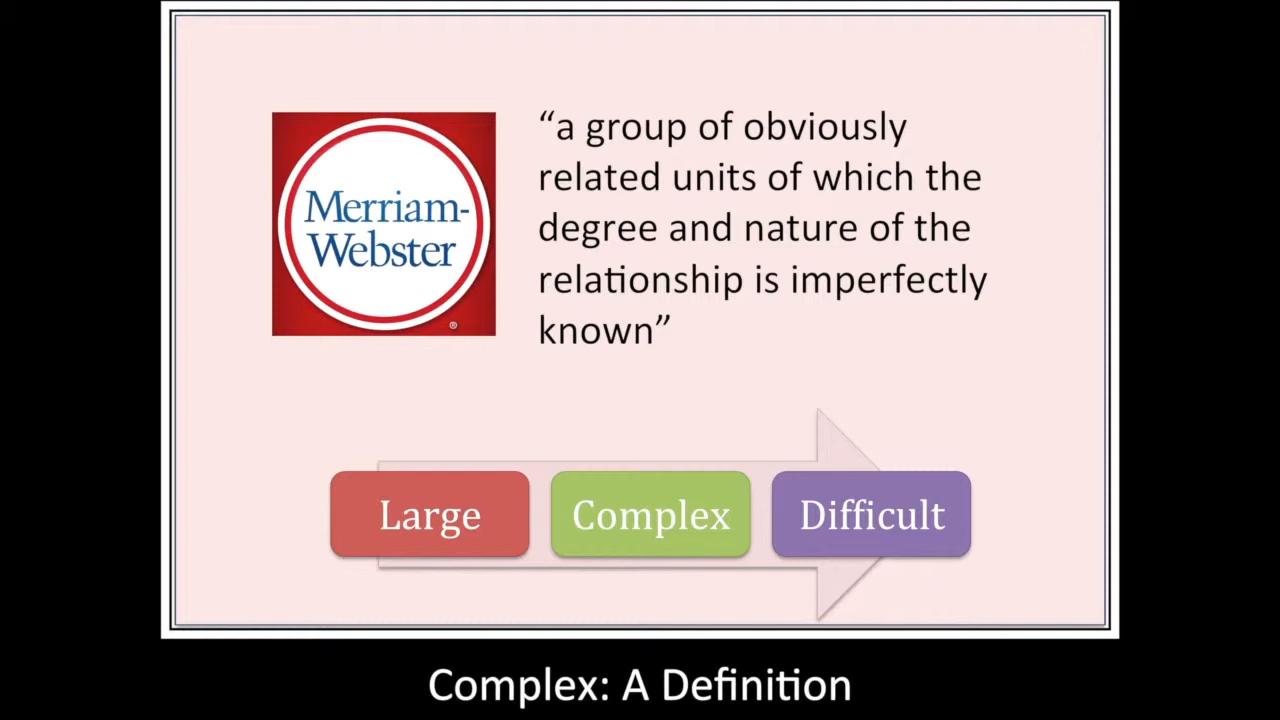 Merriam-
Webster
®
“a group of obviously
related units of which the
degree and nature of the
relationship is imperfectly
known”
Large
Complex
Difficult
Complex: A Definition